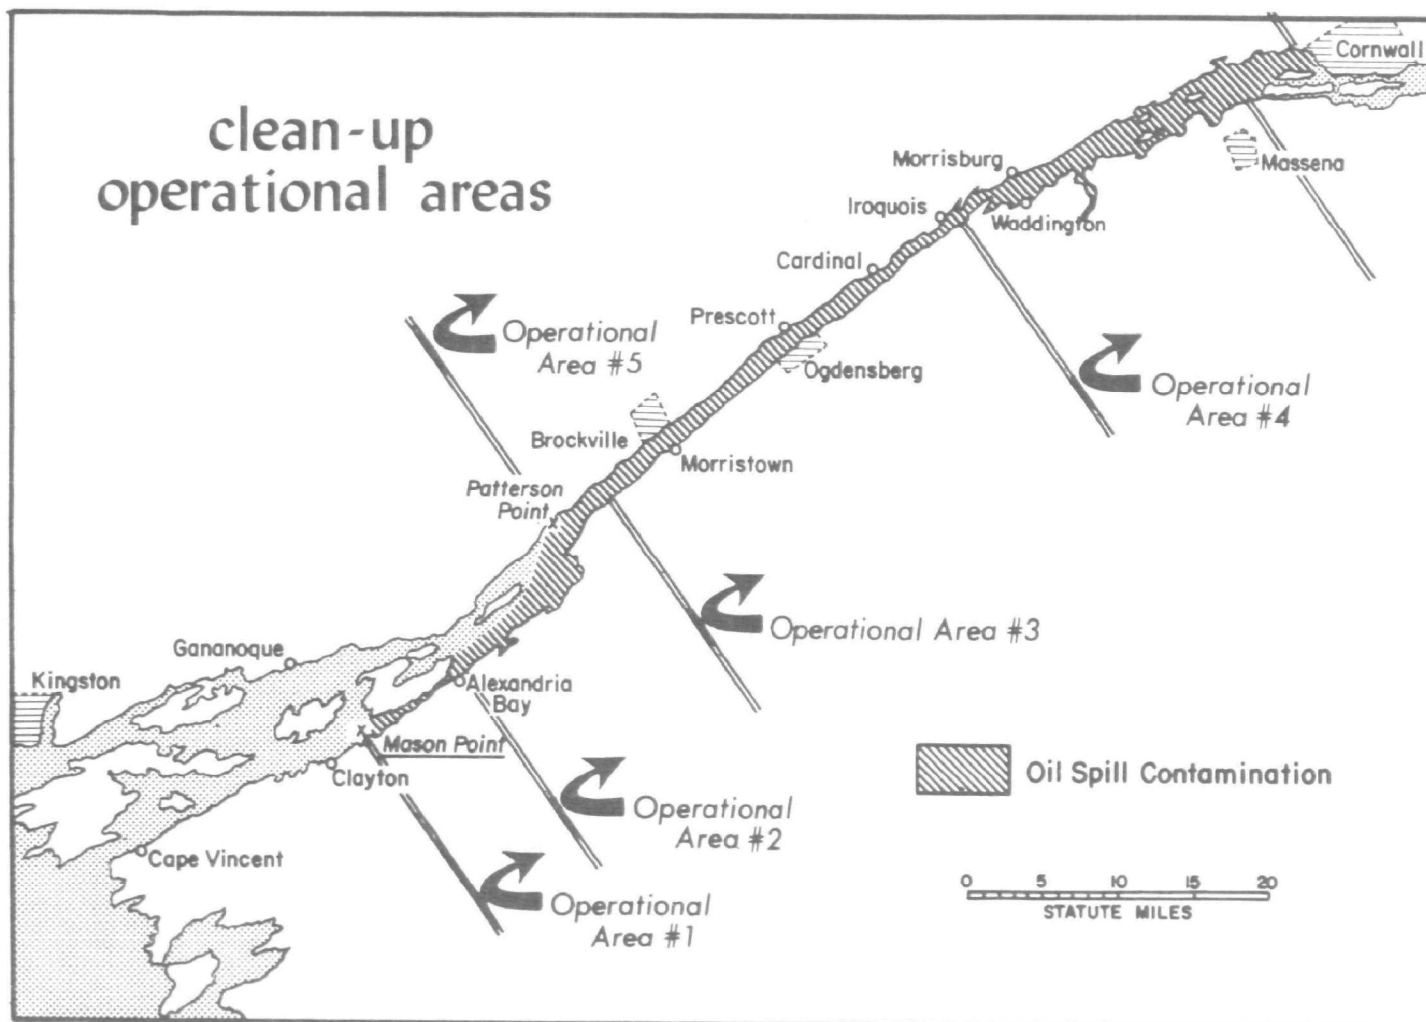 clean-up
operational areas
Cornwall
Massena
Morrisburg
Iroquois
Waddington
Cardinal
Prescott
Ogdensberg
Operational
Area #5
Operational
Area #4
Brockville
Morristown
Patterson
Point
Operational Area #3
Gananoque
Kingston
Alexandria
Bay
Mason Point
Clayton
Oil Spill Contamination
Operational
Area #2
Cape Vincent
Operational
Area #1
0 5 10 15 20
STATUTE MILES